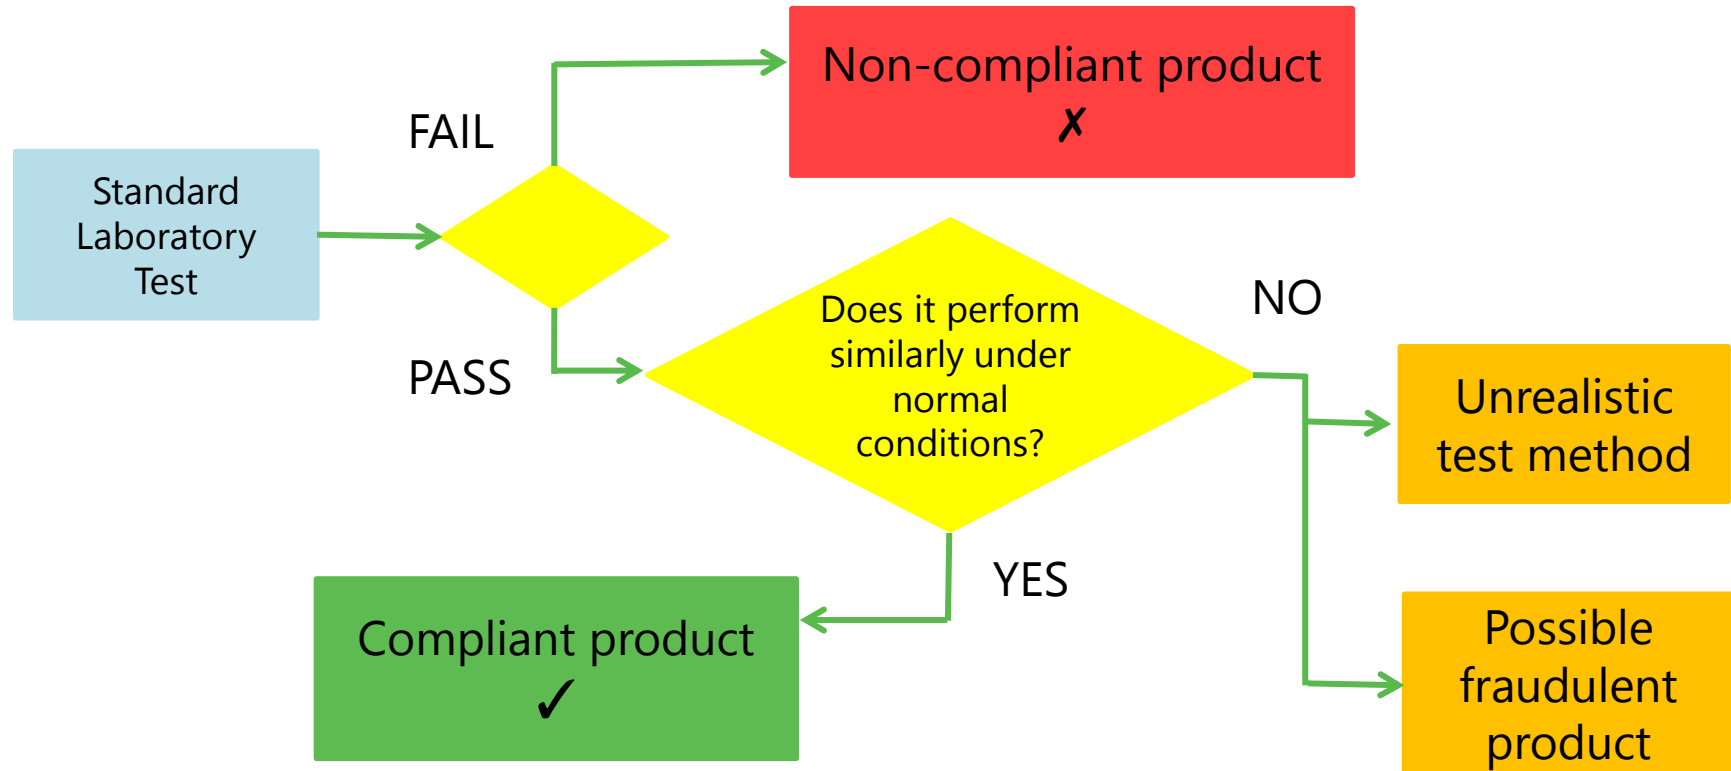 Non-compliant product
✗
FAIL
Standard
Laboratory
Test
PASS
Does it perform
similarly under
normal
conditions?
NO
Unrealistic
test method
YES
Compliant product
✓
Possible
fraudulent
product